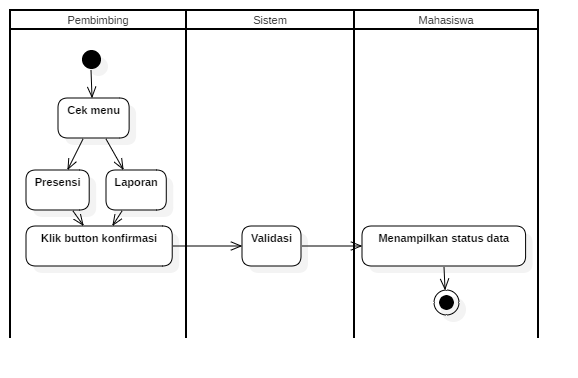 Pembimbing
Sistem
Mahasiswa
Cek menu
Presensi
Laporan
Klik button konfirmasi
Validasi
Menampilkan status data